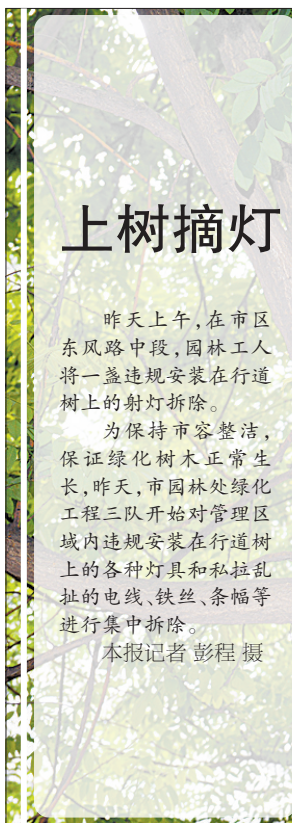 上树摘灯
昨天上午,在市区
东风路中段,园林工人
将一盏违规安装在行道
树上的射灯拆除。
为保持市容整洁,
保证绿化树木正常生
长,昨天,市园林处绿化
工程三队开始对管理区
域内违规安装在行道树
上的各种灯具和私拉乱
扯的电线、铁丝、条幅等
进行集中拆除。
本报记者 彭程 摄